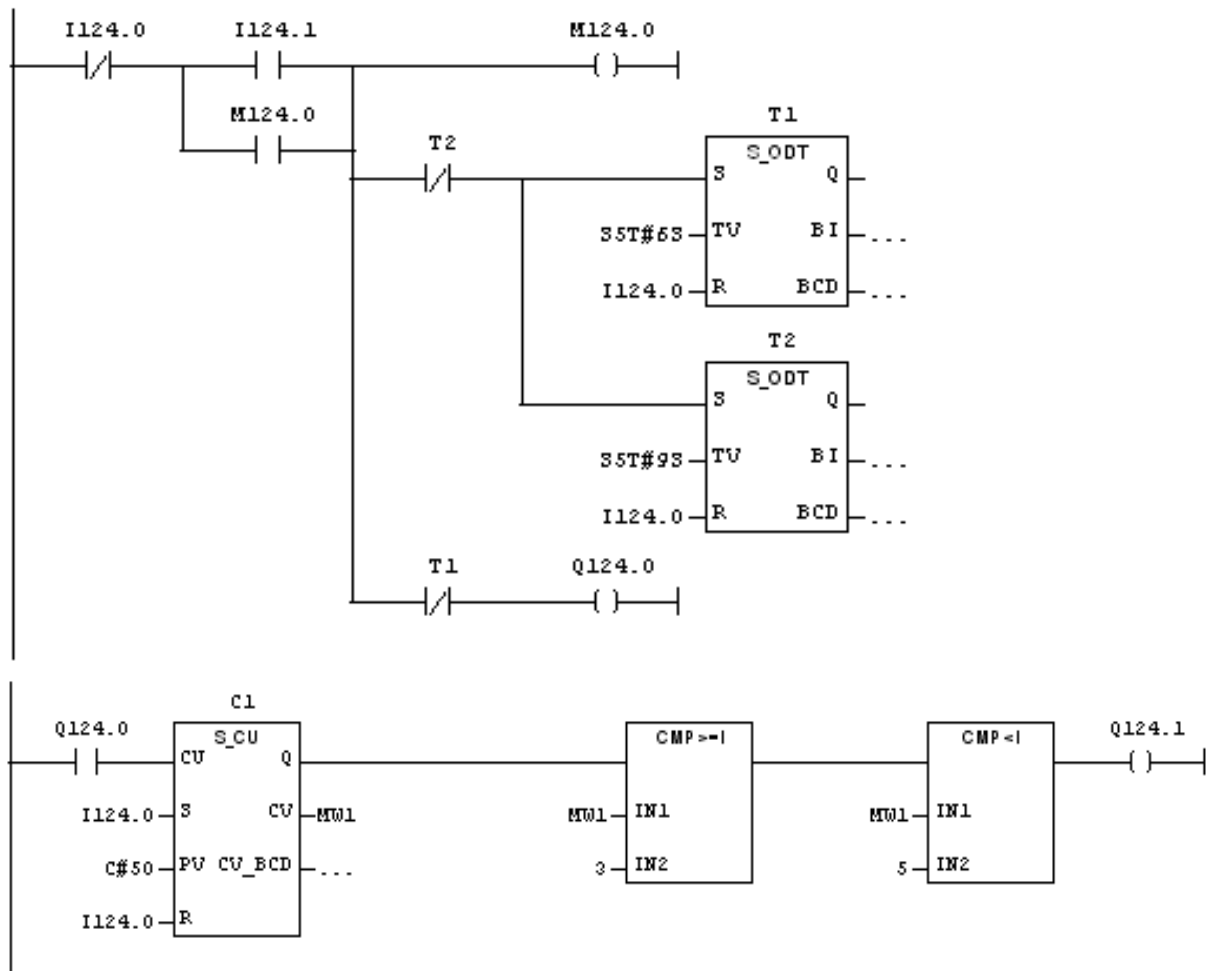 I124.0 I124.1 M124.0
M124.0
T2 T1
S_ODT
S Q
S5T#6S TV BI ...
I124.0 R BCD ...
T2
S_ODT
S Q
S5T#9S TV BI ...
I124.0 R BCD ...
T1 Q124.0
C1
Q124.0 S_CU CMP>=I CMP<I Q124.1
CU Q
I124.0 S CV MW1 MW1 IN1 MW1 IN1
C#50 PV CV_BCD ... 3 IN2 5 IN2
I124.0 R